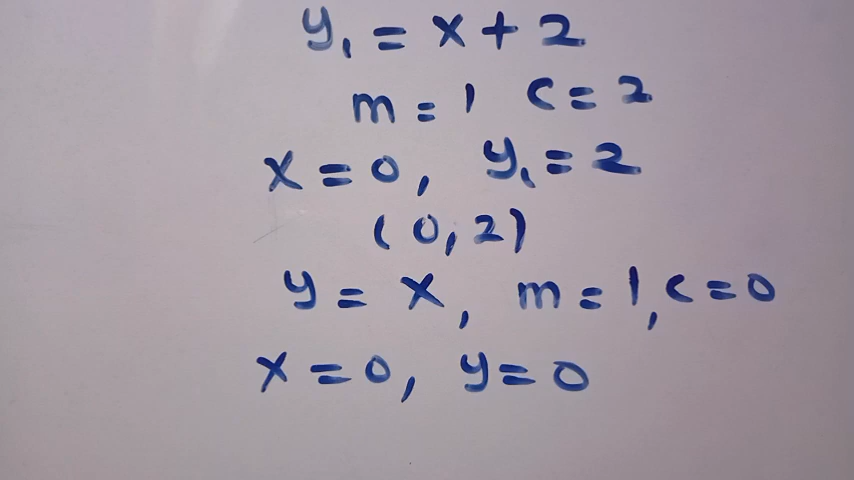 y₁ = x + 2
m = 1 c = 2
x = 0, y₁ = 2
(0, 2)
y = x, m = 1, c = 0
x = 0, y = 0